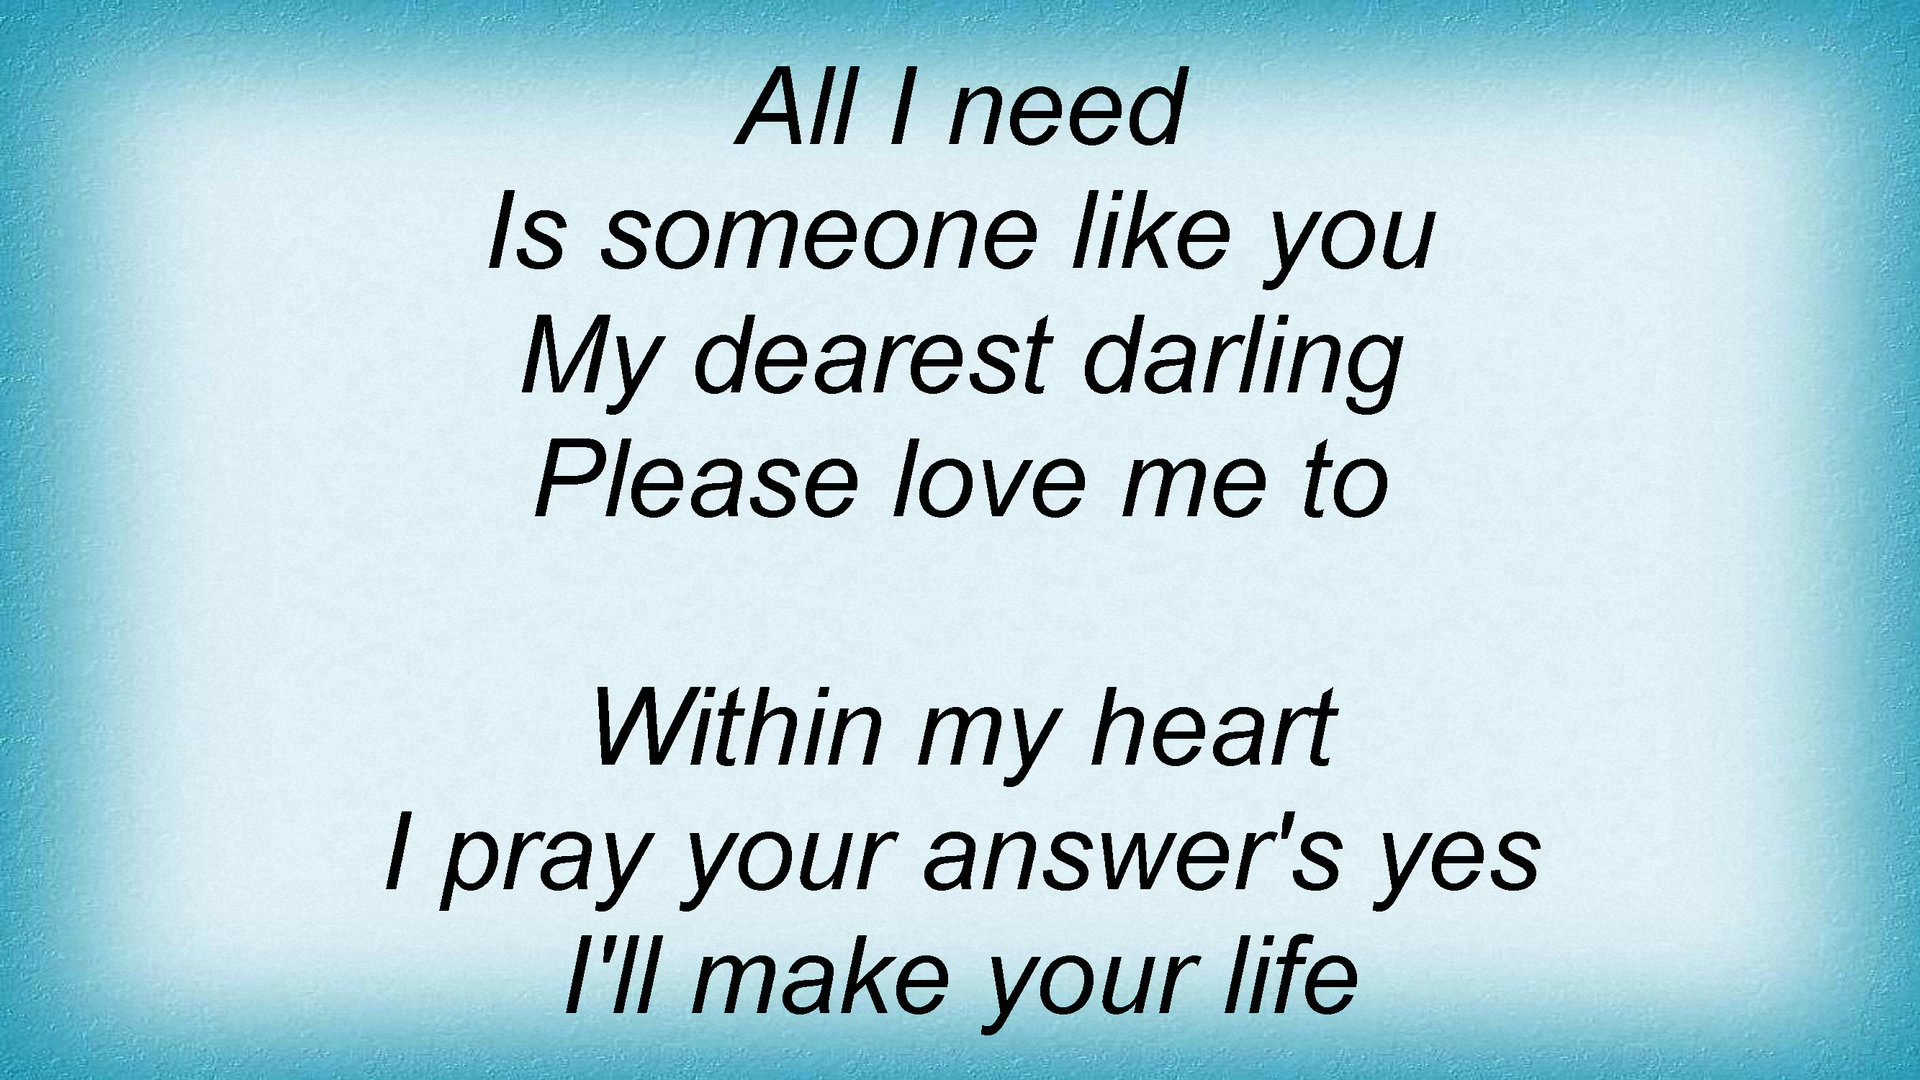 All I need
Is someone like you
My dearest darling
Please love me to
Within my heart
I pray your answer's yes
I'll make your life